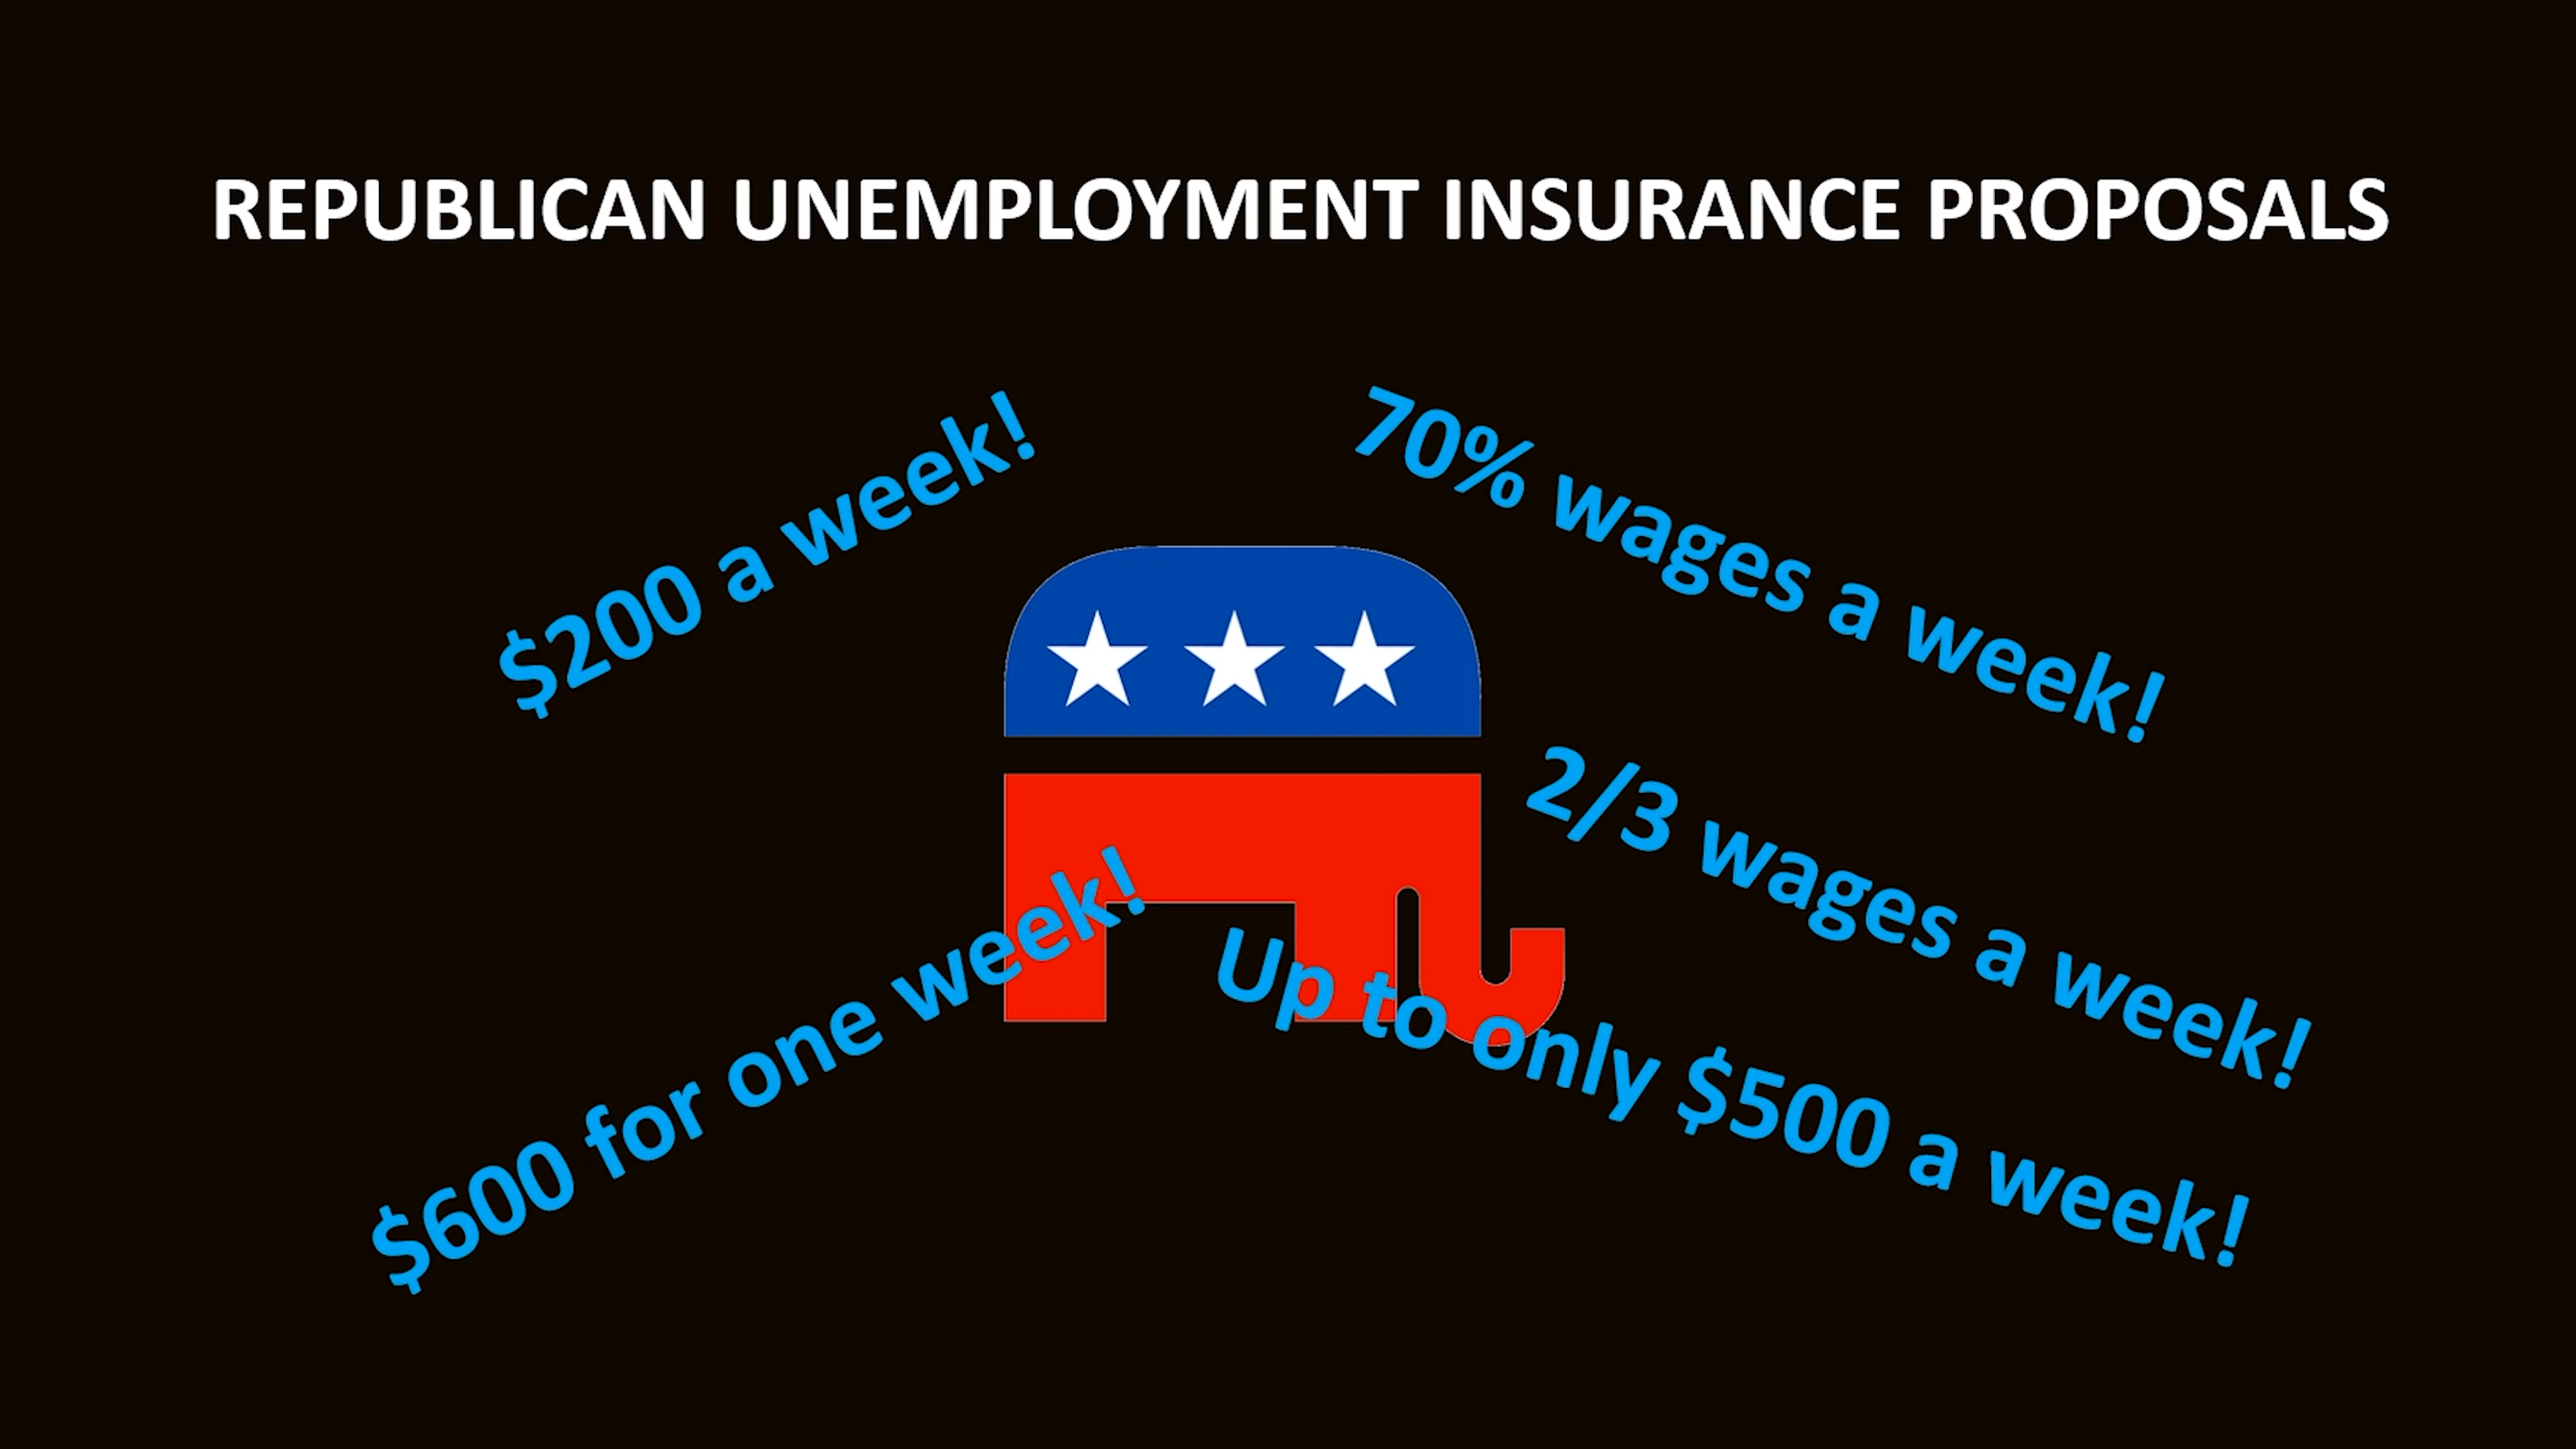 REPUBLICAN UNEMPLOYMENT INSURANCE PROPOSALS
$200 a week!
70% wages a week!
2/3 wages a week!
$600 for one week!
Up to only $500 a week!